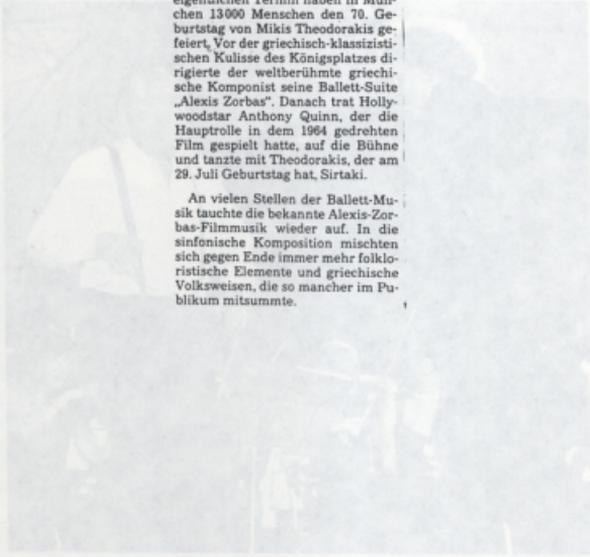 eigentlichen Termin haben in Mün-
chen 13000 Menschen den 70. Ge-
burtstag von Mikis Theodorakis ge-
feiert. Vor der griechisch-klassizisti-
schen Kulisse des Königsplatzes di-
rigierte der weltberühmte griechi-
sche Komponist seine Ballett-Suite
„Alexis Zorbas". Danach trat Holly-
woodstar Anthony Quinn, der die
Hauptrolle in dem 1964 gedrehten
Film gespielt hatte, auf die Bühne
und tanzte mit Theodorakis, der am
29. Juli Geburtstag hat, Sirtaki.
An vielen Stellen der Ballett-Mu-
sik tauchte die bekannte Alexis-Zor-
bas-Filmmusik wieder auf. In die
sinfonische Komposition mischten
sich gegen Ende immer mehr folklo-
ristische Elemente und griechische
Volksweisen, die so mancher im Pu-
blikum mitsummte.